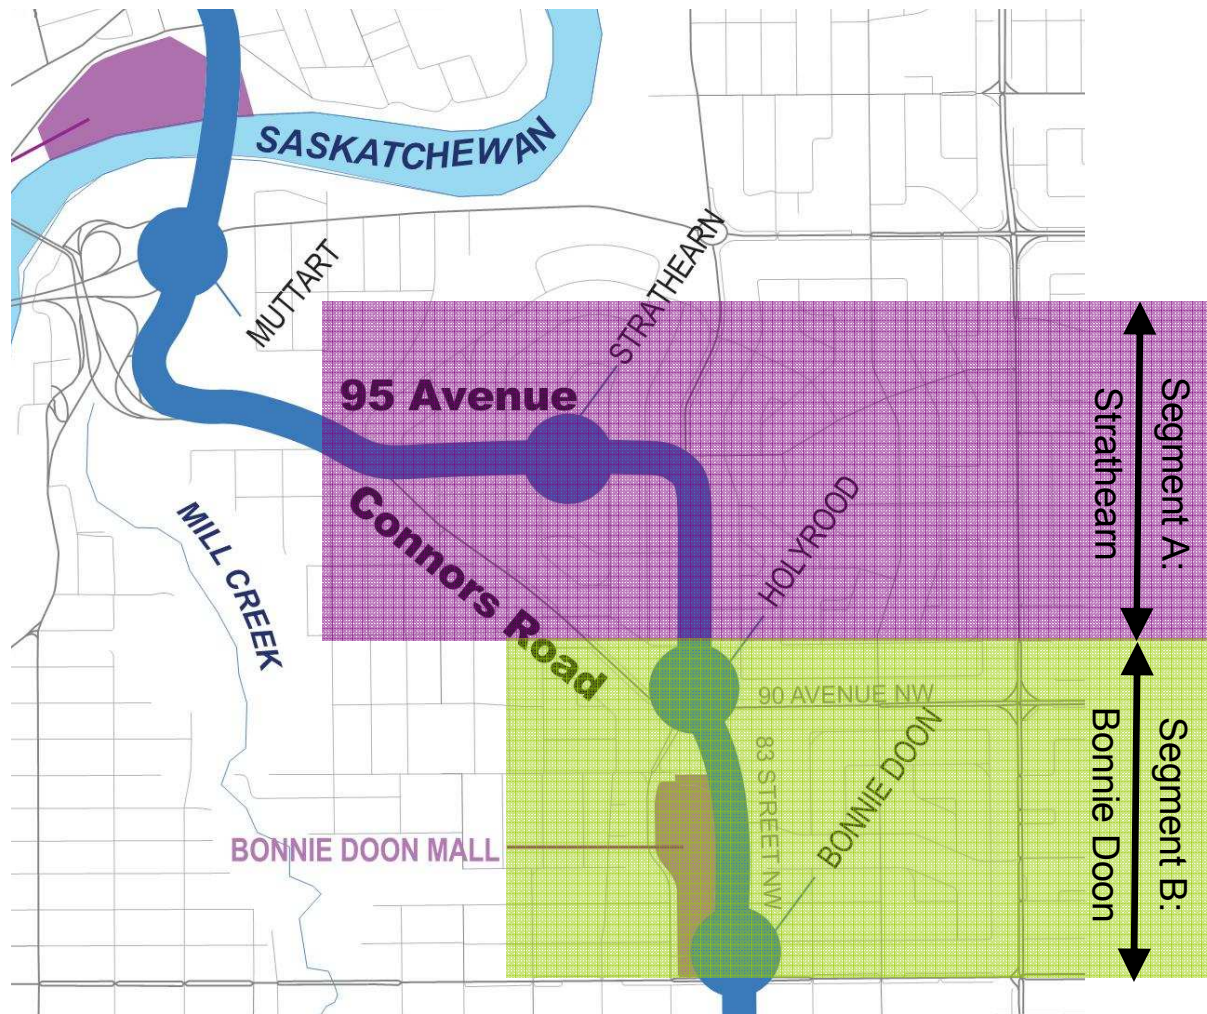 SASKATCHEWAN
MUTTART
STRATHEARN
95 Avenue
Segment A:
Strathearn
Connors Road
HOLYROOD
MILL CREEK
90 AVENUE NW
83 STREET NW
BONNIE DOON
Segment B:
Bonnie Doon
BONNIE DOON MALL